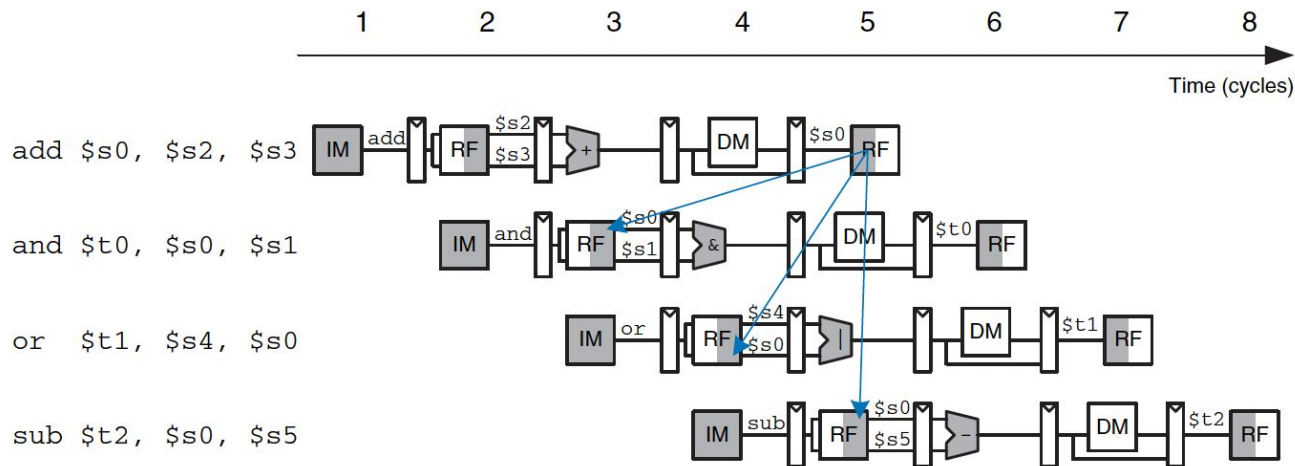 1 2 3 4 5 6 7 8
Time (cycles)
add $s0, $s2, $s3 IM add RF $s2 $s3 + DM $s0 RF
and $t0, $s0, $s1 IM and RF $s0 $s1 & DM $t0 RF
or $t1, $s4, $s0 IM or RF $s4 $s0 | DM $t1 RF
sub $t2, $s0, $s5 IM sub RF $s0 $s5 - DM $t2 RF